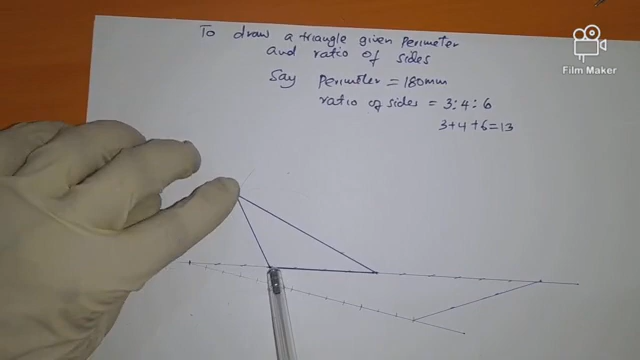 To draw a triangle given perimeter
and ratio of sides
Say Perimeter = 180mm
ratio of sides = 3:4:6
3+4+6=13
Film Maker